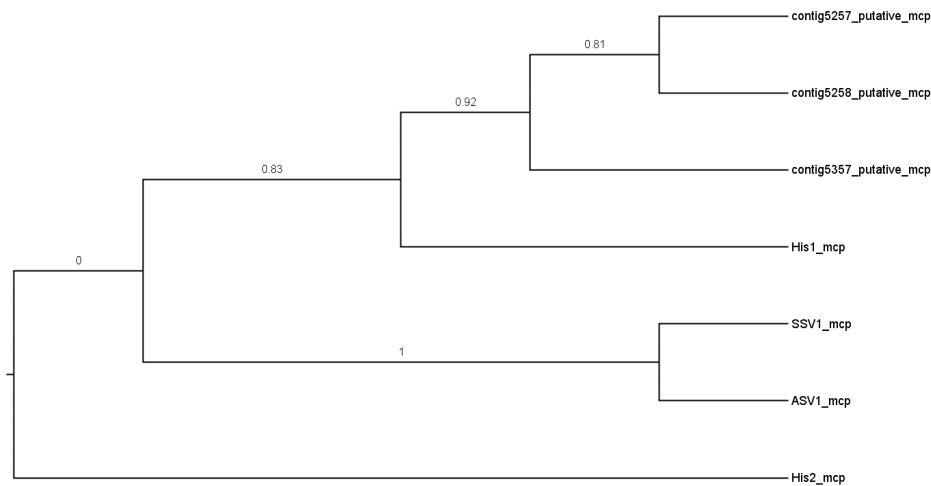 contig5257_putative_mcp
0.81
contig5258_putative_mcp
0.92
contig5357_putative_mcp
0.83
His1_mcp
0
SSV1_mcp
1
ASV1_mcp
His2_mcp